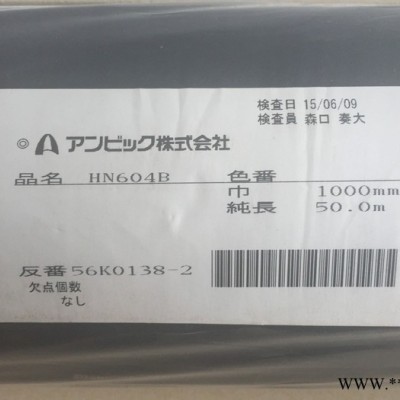 検査日 15/06/09
検査員 森口 奏大
アンビック株式会社
品名 HN604B 色番
巾 1000mm
純長 50.0m
反番 56K0138-2
欠点個数
なし
www.